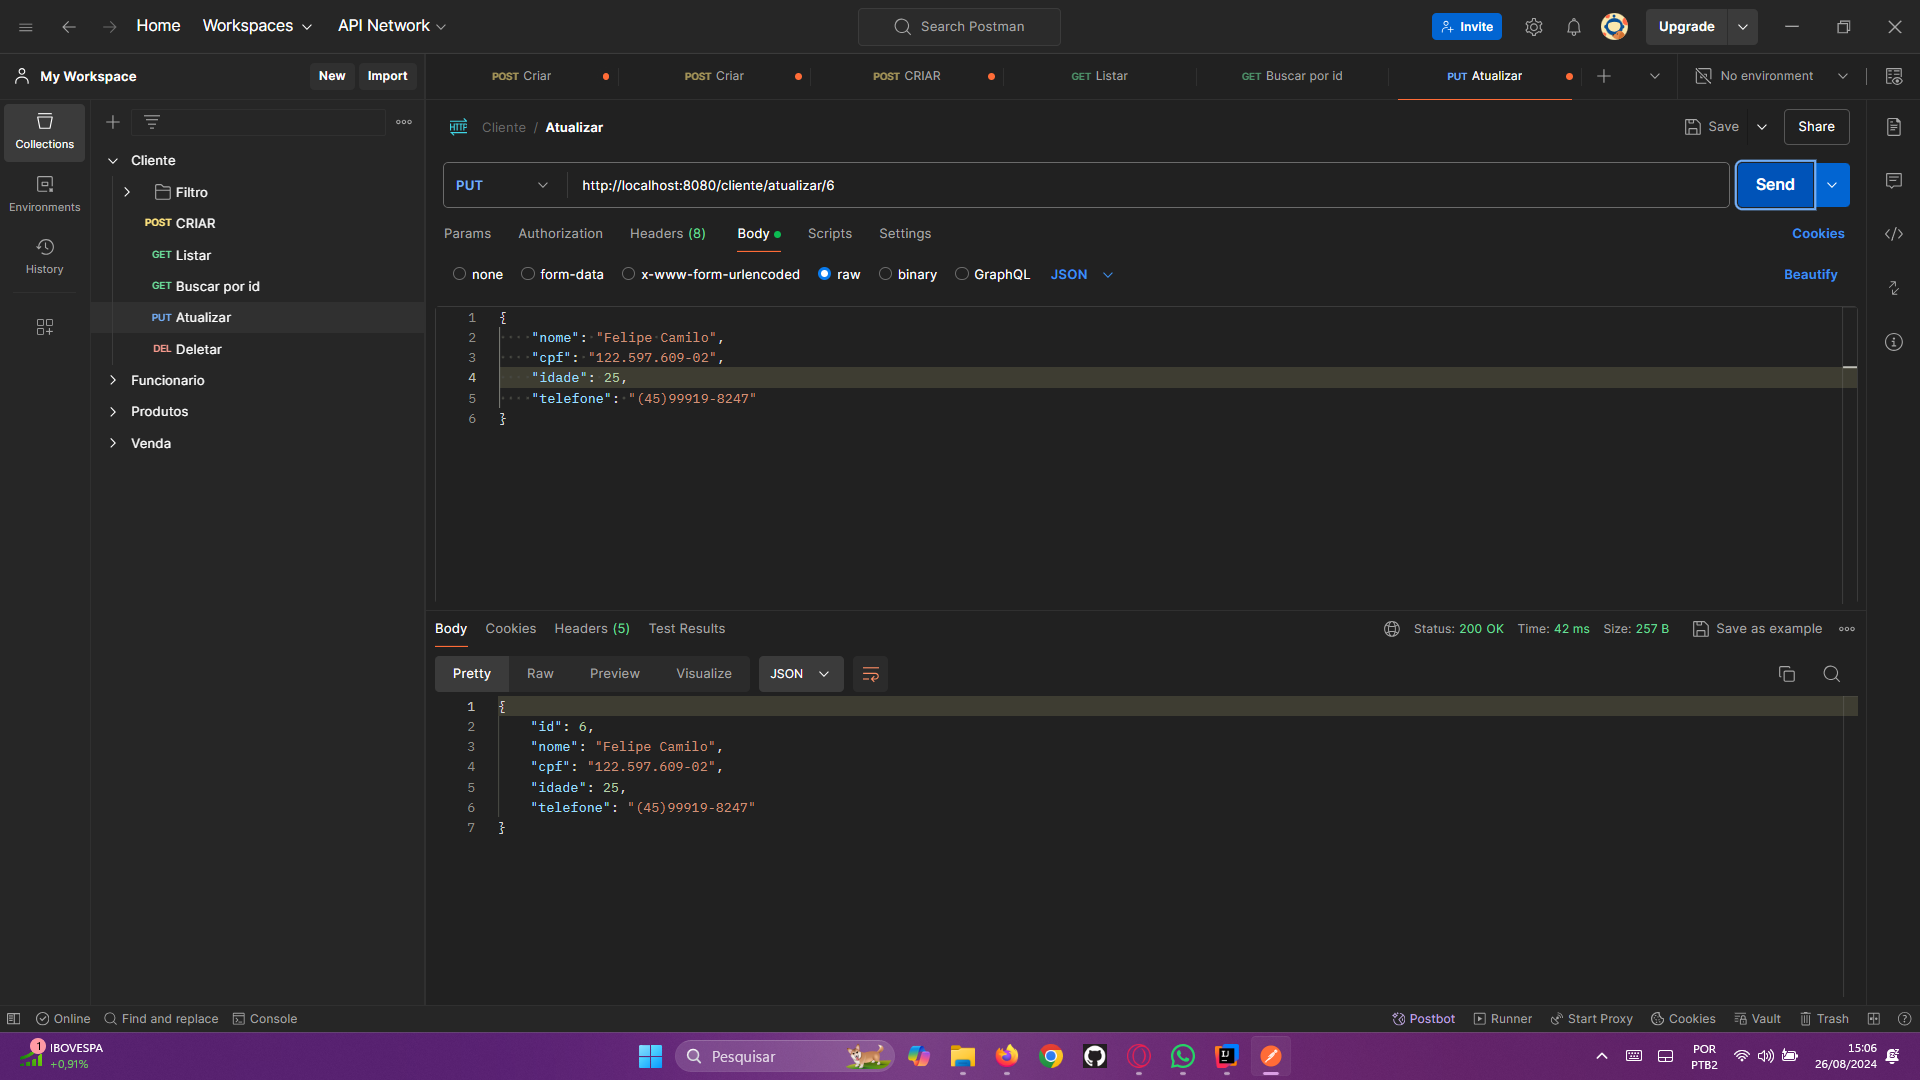 Home
Workspaces
API Network
Search Postman
Invite
Upgrade
My Workspace
New
Import
POST Criar
POST Criar
POST CRIAR
GET Listar
GET Buscar por id
PUT Atualizar
No environment
Collections
Environments
History
Cliente
Filtro
POST CRIAR
GET Listar
GET Buscar por id
PUT Atualizar
DEL Deletar
Funcionario
Produtos
Venda
HTTP Cliente / Atualizar
Save
Share
PUT
http://localhost:8080/cliente/atualizar/6
Send
Params
Authorization
Headers (8)
Body
Scripts
Settings
Cookies
none
form-data
x-www-form-urlencoded
raw
binary
GraphQL
JSON
Beautify
1 {
2 "nome": "Felipe Camilo",
3 "cpf": "122.597.609-02",
4 "idade": 25,
5 "telefone": "(45)99919-8247"
6 }
Body
Cookies
Headers (5)
Test Results
Status: 200 OK
Time: 42 ms
Size: 257 B
Save as example
Pretty
Raw
Preview
Visualize
JSON
1 {
2 "id": 6,
3 "nome": "Felipe Camilo",
4 "cpf": "122.597.609-02",
5 "idade": 25,
6 "telefone": "(45)99919-8247"
7 }
Online
Find and replace
Console
Postbot
Runner
Start Proxy
Cookies
Vault
Trash
1
IBOVESPA
+0,91%
Pesquisar
IJ
POR
PTB2
15:06
26/08/2024